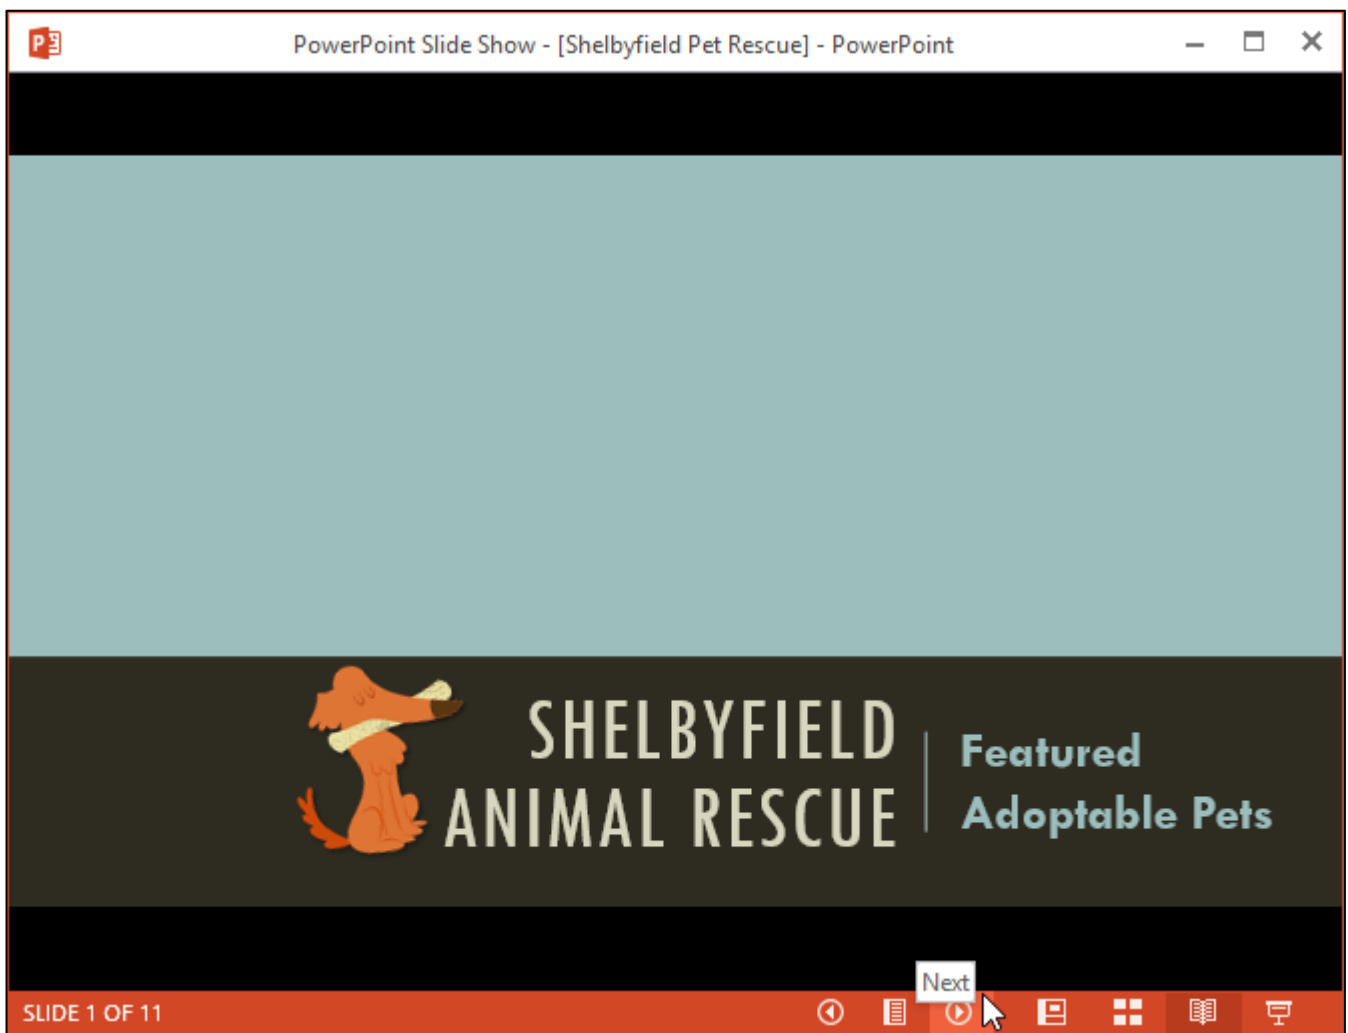 PowerPoint Slide Show - [Shelbyfield Pet Rescue] - PowerPoint
SHELBYFIELD
ANIMAL RESCUE
Featured
Adoptable Pets
Next
SLIDE 1 OF 11